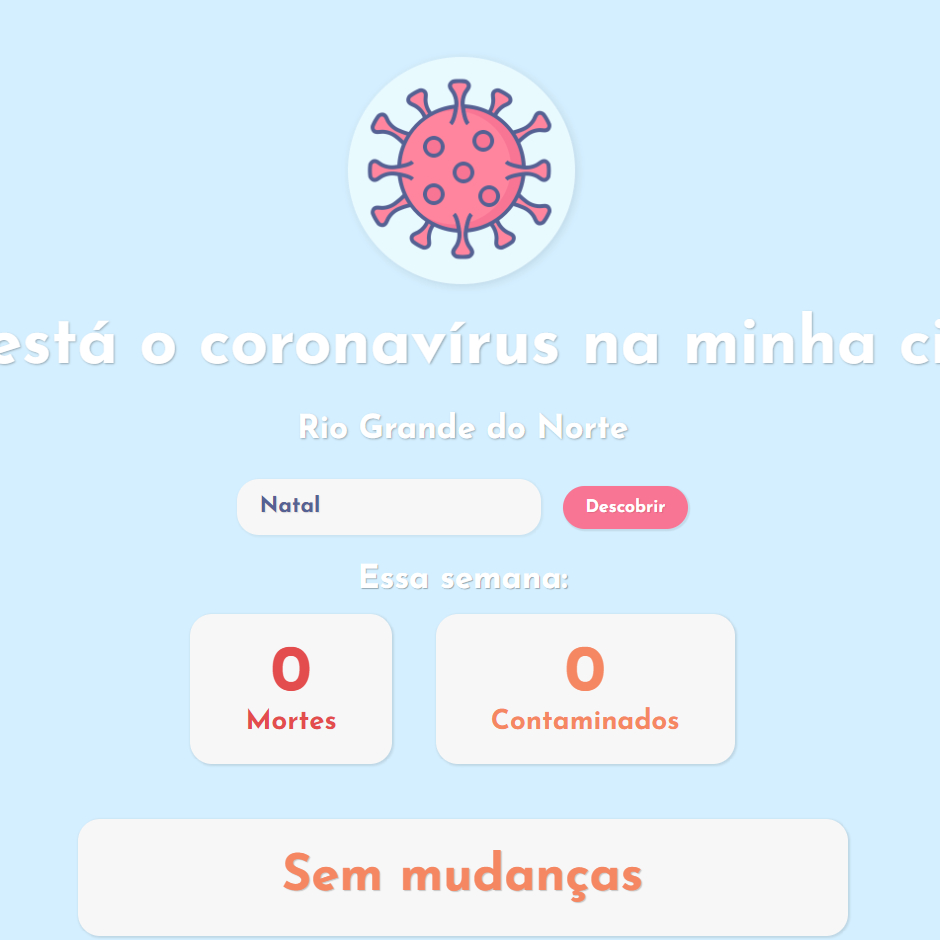 está o coronavírus na minha ci
Rio Grande do Norte
Natal
Descobrir
Essa semana:
0
Mortes
0
Contaminados
Sem mudanças